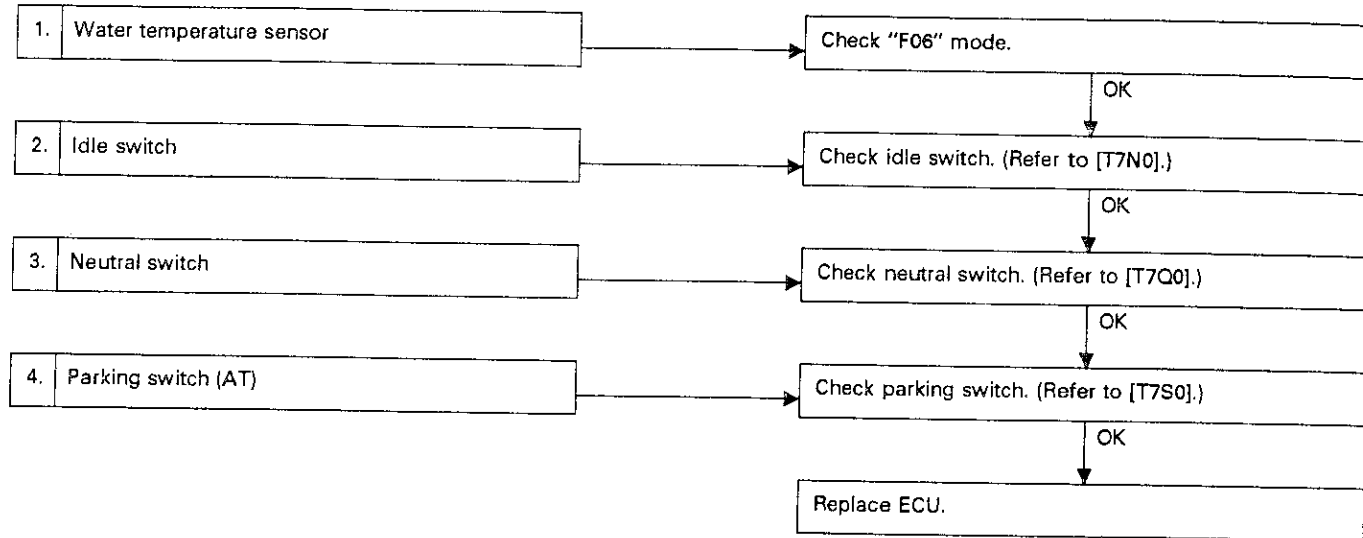 1. Water temperature sensor
Check "F06" mode.
OK
2. Idle switch
Check idle switch. (Refer to [T7N0].)
OK
3. Neutral switch
Check neutral switch. (Refer to [T7Q0].)
OK
4. Parking switch (AT)
Check parking switch. (Refer to [T7S0].)
OK
Replace ECU.